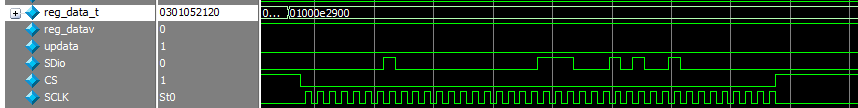 reg_data_t 0301052120 0... 01000e2900
reg_datav 0
updata 1
SDio 0
CS 1
SCLK St0